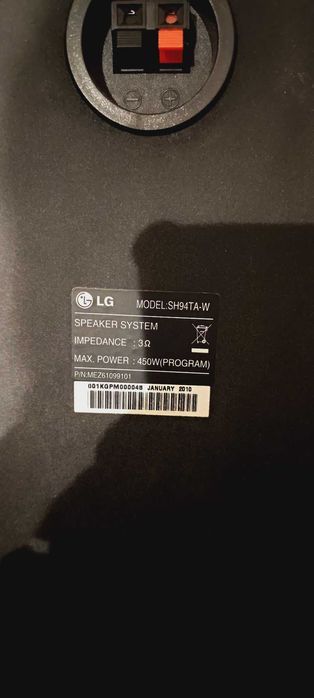 LG MODEL:SH94TA-W
SPEAKER SYSTEM
IMPEDANCE : 3Ω
MAX. POWER : 450W(PROGRAM)
P/N:MEZ61099101
001KGPM000048 JANUARY 2010